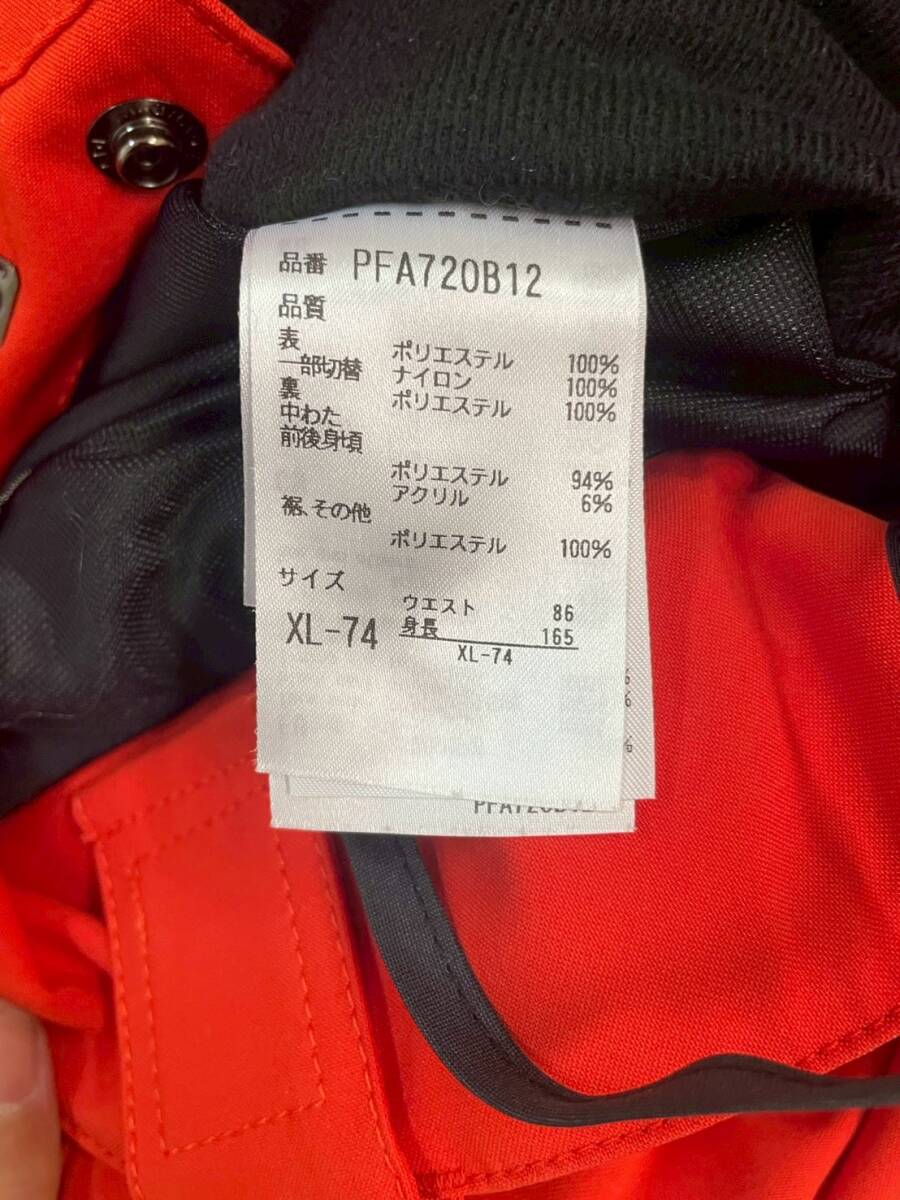 品番 PFA720B12
品質
表 ポリエステル 100%
一部切替 ナイロン 100%
裏 ポリエステル 100%
中わた
前後身頃
ポリエステル 94%
アクリル 6%
裾、その他
ポリエステル 100%
サイズ
XL-74 ウエスト 86
身長 165
XL-74
%
%
PFA720B12